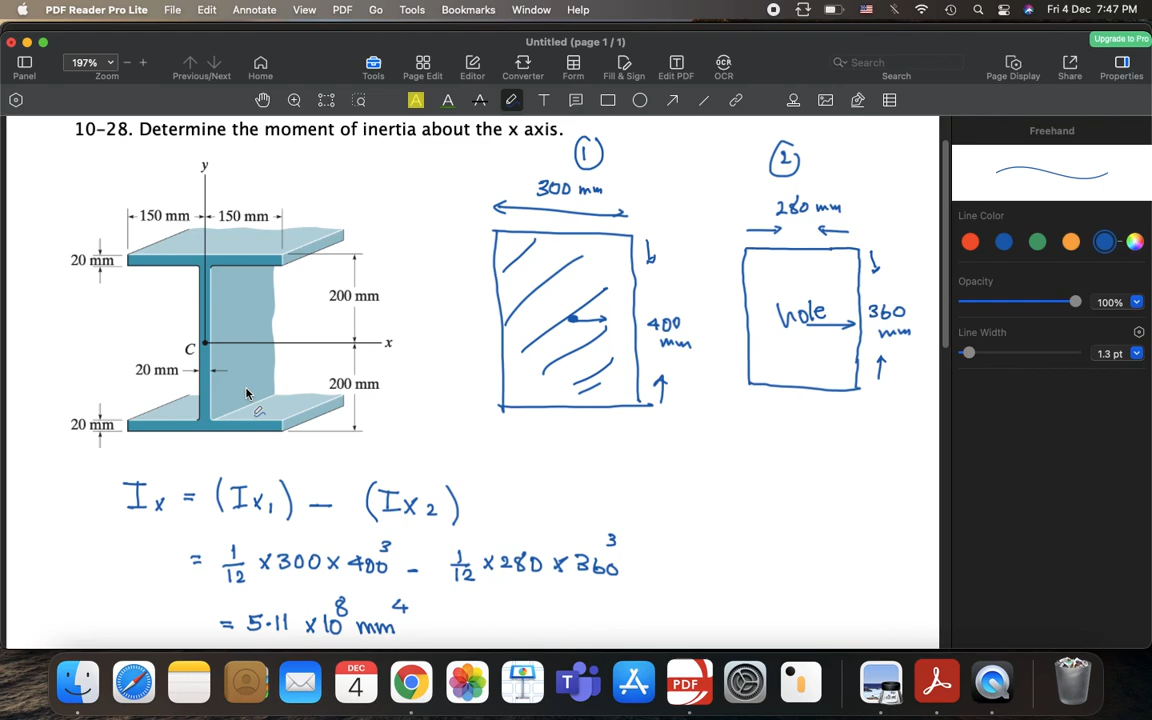 PDF Reader Pro Lite File Edit Annotate View PDF Go Tools Bookmarks Window Help Fri 4 Dec 7:47 PM
Untitled (page 1 / 1)
Upgrade to Pro
197%
Search
Panel Zoom Previous/Next Home Tools Page Edit Editor Converter Form Fill & Sign Edit PDF OCR Search Page Display Share Properties
10-28. Determine the moment of inertia about the x axis.
Freehand
1
2
y
300 mm
280 mm
150 mm 150 mm
Line Color
20 mm
Opacity
100%
200 mm
hole
360
mm
400
mm
Line Width
1.3 pt
C
x
20 mm
200 mm
20 mm
Ix = (Ix1) - (Ix2)
= 1/12 × 300 × 400³ - 1/12 × 280 × 360³
= 5.11 × 10⁸ mm⁴
DEC
4
PDF